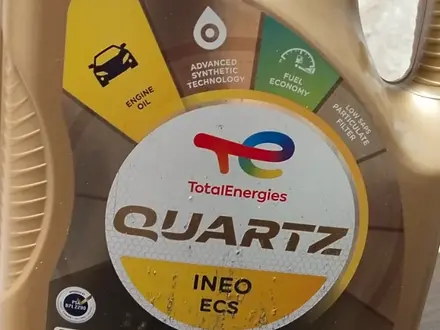 ENGINE
OIL
ADVANCED
SYNTHETIC
TECHNOLOGY
FUEL
ECONOMY
LOW SAPS
PARTICULATE
FILTER
TotalEnergies
QUARTZ
INEO
ECS